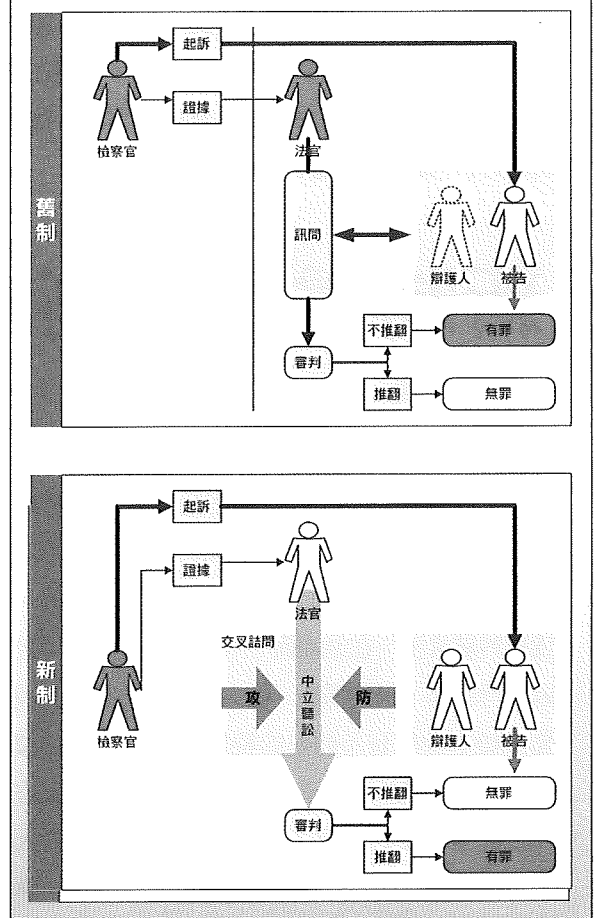 舊制
起訴
檢察官
證據
法官
訊問
辯護人
被告
不推翻
有罪
審判
推翻
無罪
新制
起訴
證據
法官
交叉詰問
檢察官
攻
中立聽訟
防
辯護人
被告
不推翻
無罪
審判
推翻
有罪